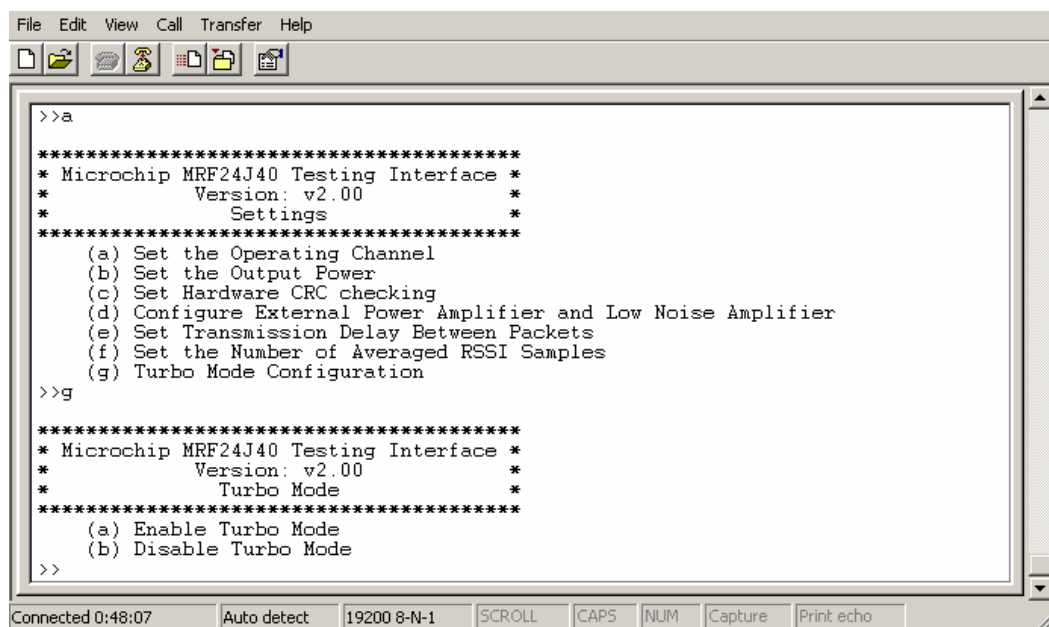 File Edit View Call Transfer Help
>>a
*****************************************
* Microchip MRF24J40 Testing Interface *
* Version: v2.00 *
* Settings *
*****************************************
(a) Set the Operating Channel
(b) Set the Output Power
(c) Set Hardware CRC checking
(d) Configure External Power Amplifier and Low Noise Amplifier
(e) Set Transmission Delay Between Packets
(f) Set the Number of Averaged RSSI Samples
(g) Turbo Mode Configuration
>>g
*****************************************
* Microchip MRF24J40 Testing Interface *
* Version: v2.00 *
* Turbo Mode *
*****************************************
(a) Enable Turbo Mode
(b) Disable Turbo Mode
>>
Connected 0:48:07 Auto detect 19200 8-N-1 SCROLL CAPS NUM Capture Print echo